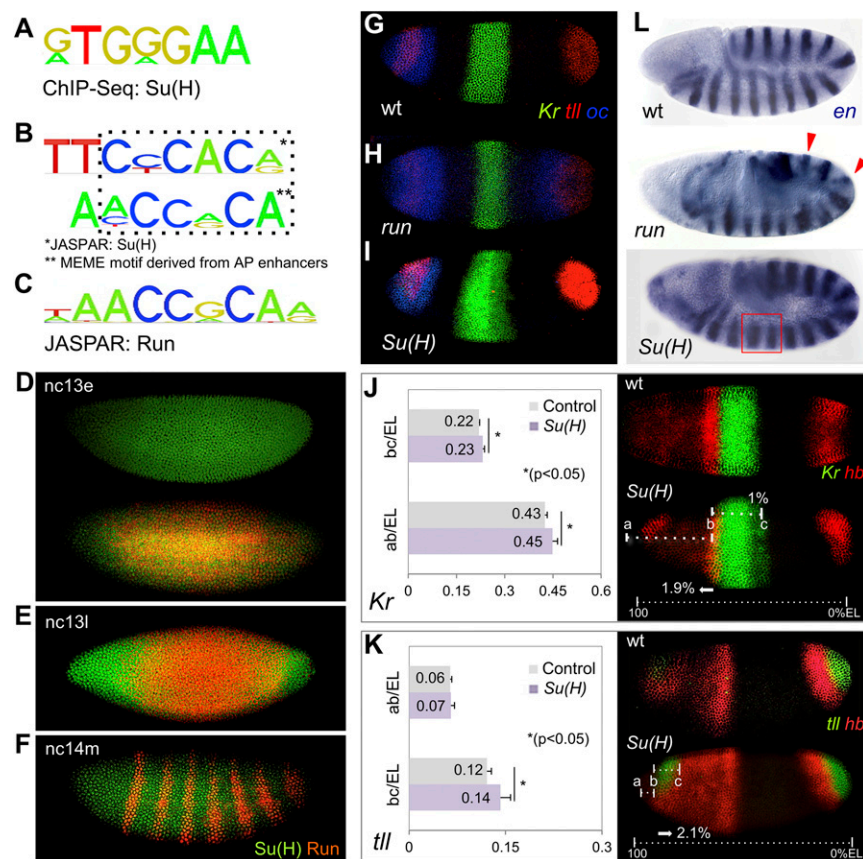 A
GTGGGAA
A A
ChIP-Seq: Su(H)
B
TTCCCACA*
AACCACA**
*JASPAR: Su(H)
** MEME motif derived from AP enhancers
C
TAACCGCAA
JASPAR: Run
D nc13e
E nc13l
F nc14m
Su(H) Run
G
wt
Kr tll oc
H
run
I
Su(H)
L
wt
en
run
Su(H)
J
Control
Su(H)
bc/EL
0.22
0.23
*
*(p<0.05)
ab/EL
0.43
0.45
*
0 0.15 0.3 0.45 0.6
Kr
wt
Kr hb
Su(H)
1%
a b c
1.9%
100 0%EL
K
Control
Su(H)
ab/EL
0.06
0.07
*(p<0.05)
bc/EL
0.12
0.14
*
0 0.15 0.3
tll
wt
tll hb
Su(H)
a b c
2.1%
100 0%EL